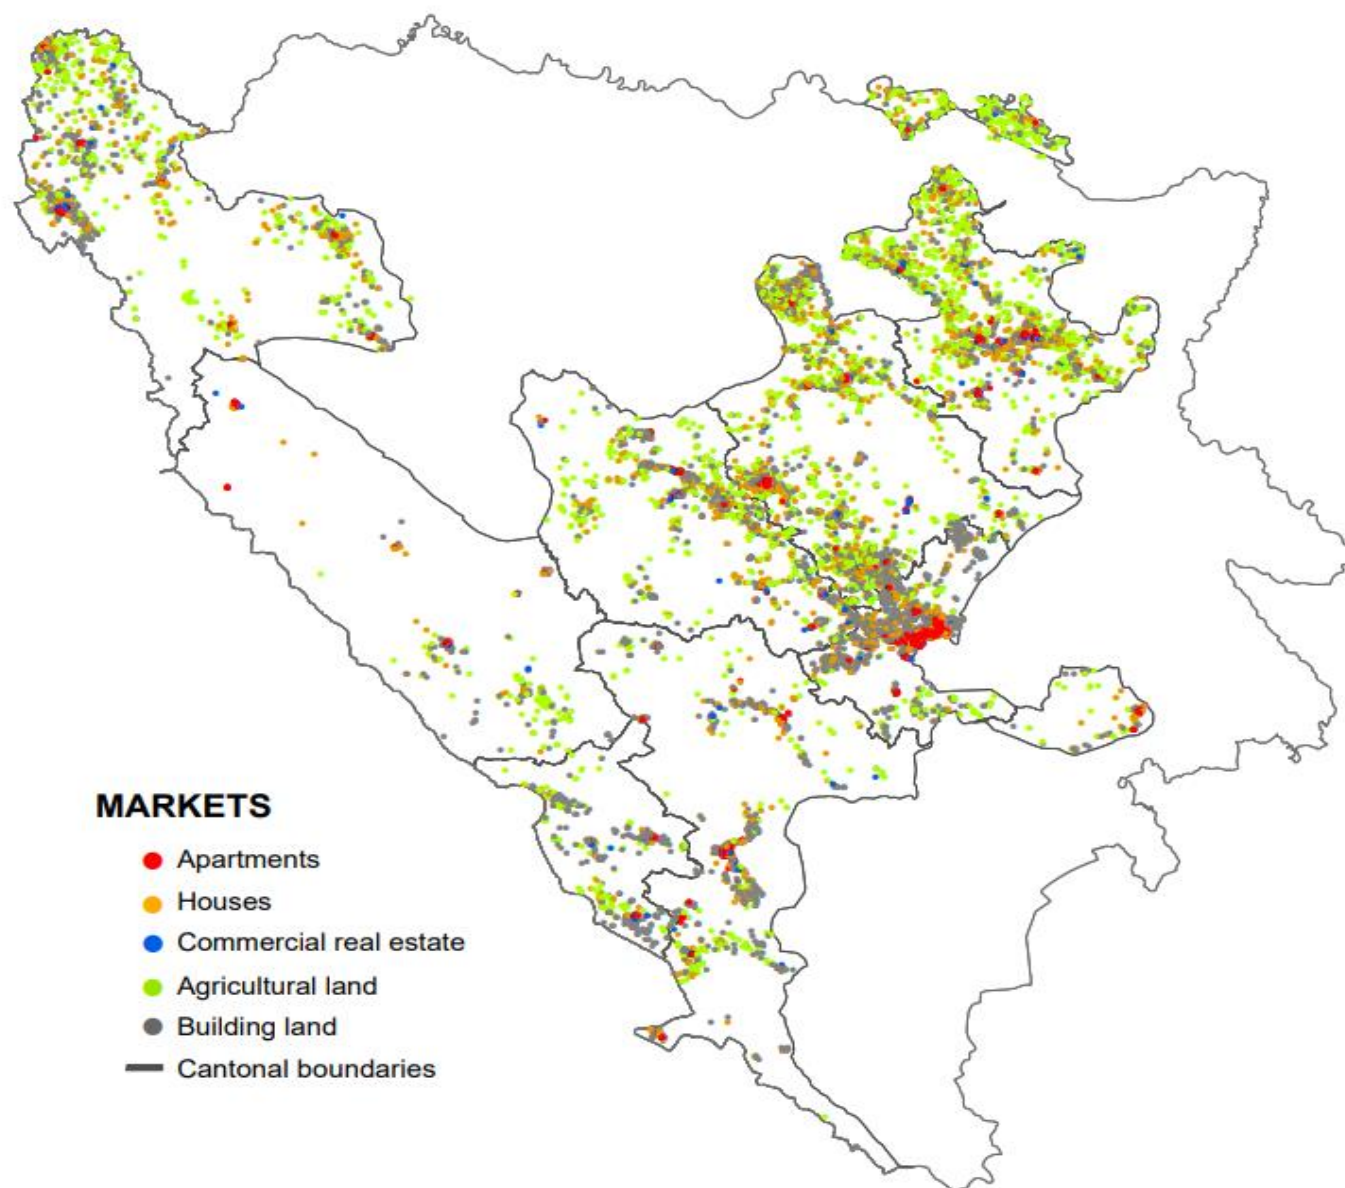 MARKETS
Apartments
Houses
Commercial real estate
Agricultural land
Building land
Cantonal boundaries